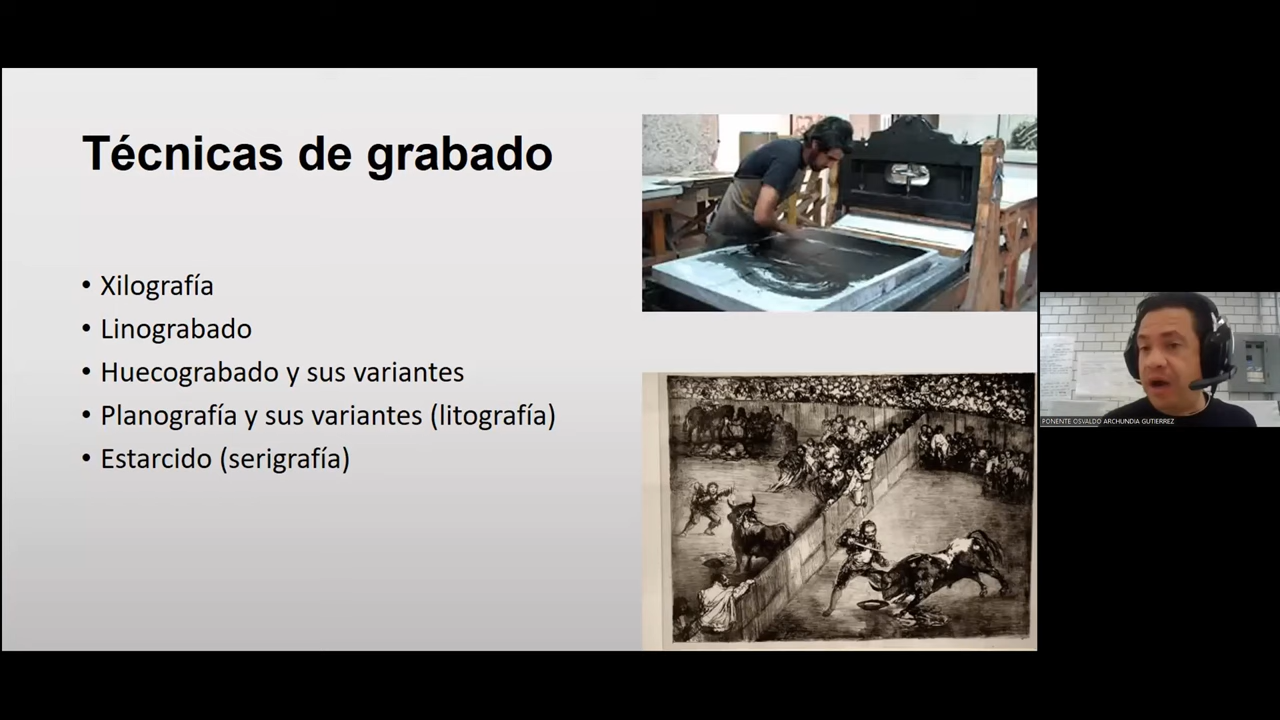 Técnicas de grabado
• Xilografía
• Linograbado
• Huecograbado y sus variantes
• Planografía y sus variantes (litografía)
• Estarcido (serigrafía)
PONENTE OSVALDO ARCHUNDIA GUTIERREZ